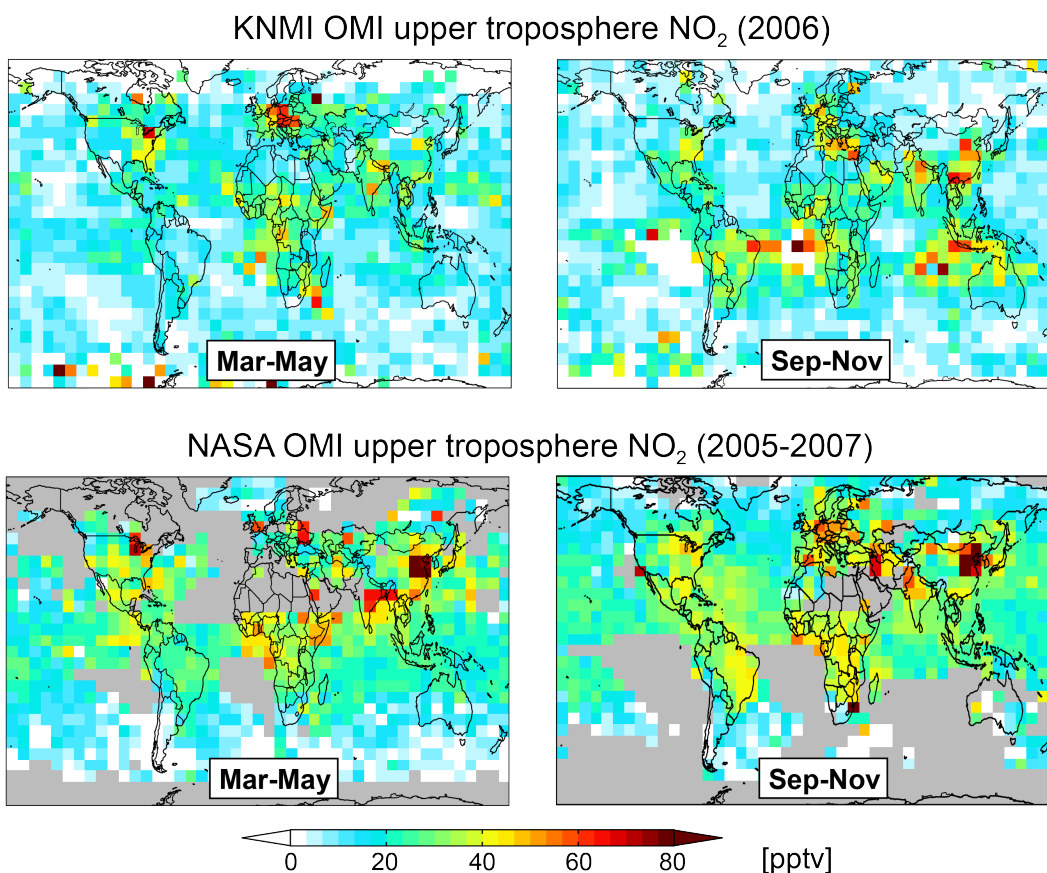 KNMI OMI upper troposphere NO₂ (2006)
Mar-May
Sep-Nov
NASA OMI upper troposphere NO₂ (2005-2007)
Mar-May
Sep-Nov
0 20 40 60 80 [pptv]